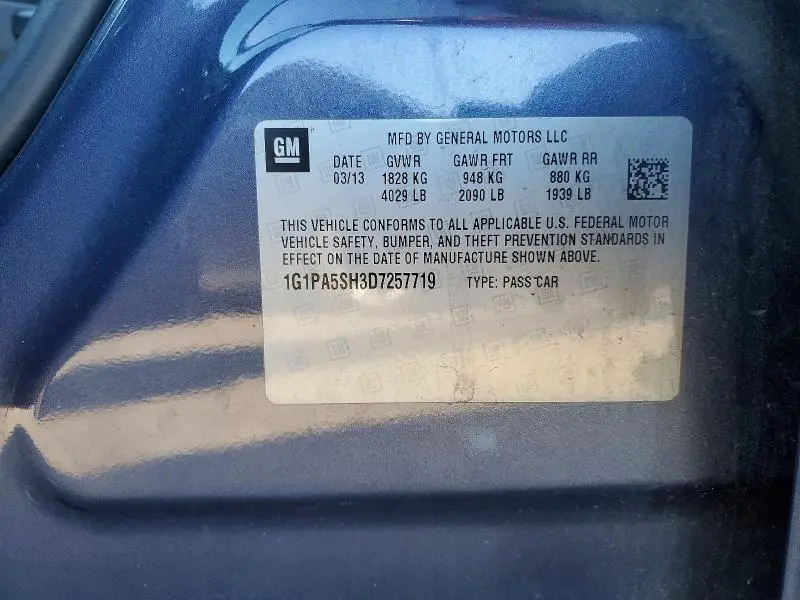 GM
MFD BY GENERAL MOTORS LLC
DATE GVWR GAWR FRT GAWR RR
03/13 1828 KG 948 KG 880 KG
4029 LB 2090 LB 1939 LB
THIS VEHICLE CONFORMS TO ALL APPLICABLE U.S. FEDERAL MOTOR
VEHICLE SAFETY, BUMPER, AND THEFT PREVENTION STANDARDS IN
EFFECT ON THE DATE OF MANUFACTURE SHOWN ABOVE.
1G1PA5SH3D7257719 TYPE: PASS CAR